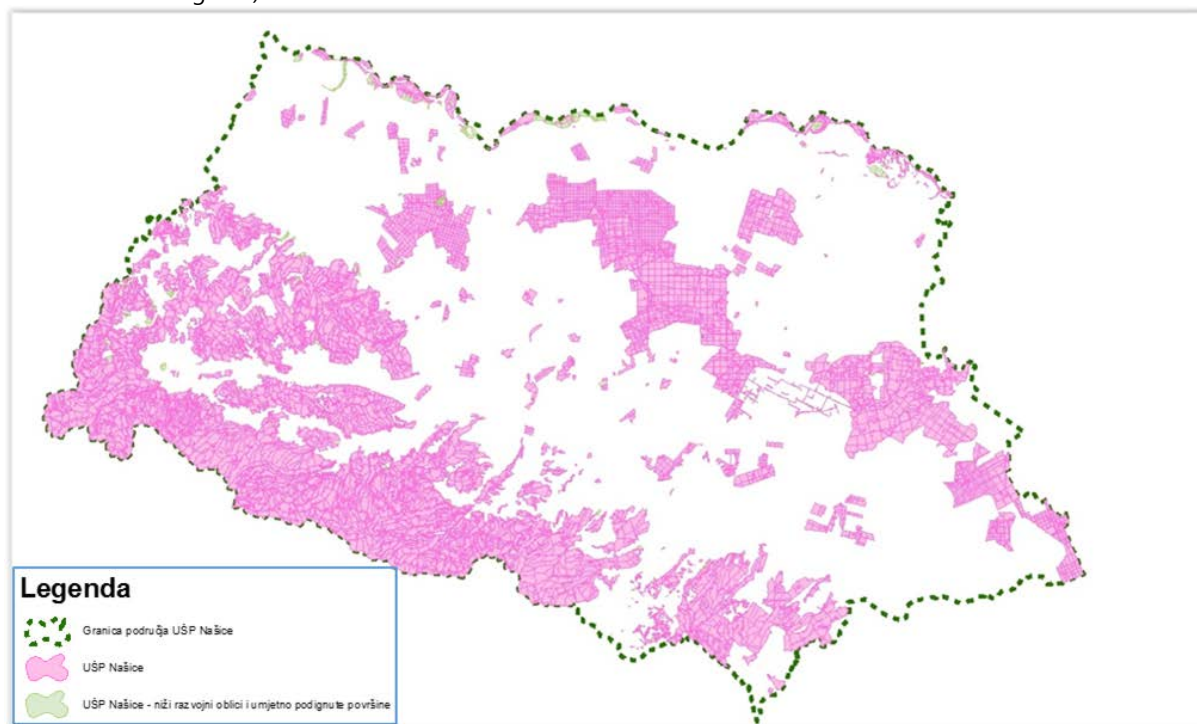 Legenda
Granica područja UŠP Našice
UŠP Našice
UŠP Našice - niži razvojni oblici i umjetno podignute površine